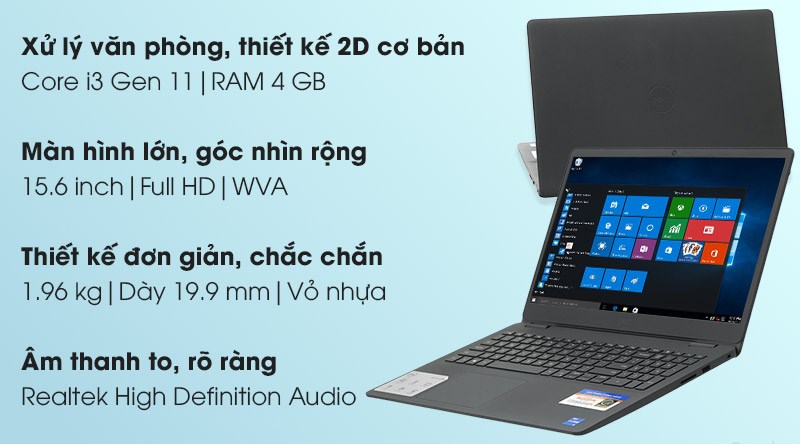 Xử lý văn phòng, thiết kế 2D cơ bản
Core i3 Gen 11|RAM 4 GB
Màn hình lớn, góc nhìn rộng
15.6 inch|Full HD|WVA
Thiết kế đơn giản, chắc chắn
1.96 kg|Dày 19.9 mm|Vỏ nhựa
Âm thanh to, rõ ràng
Realtek High Definition Audio